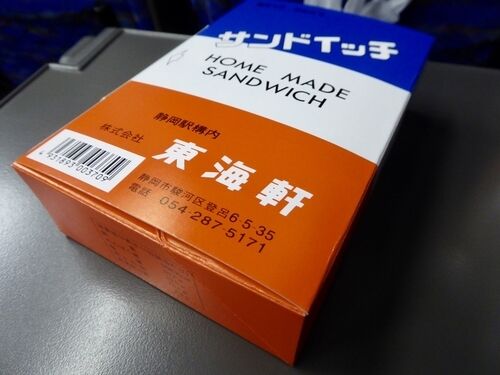 サンドイッチ
HOME MADE
SANDWICH
静岡駅構内
株式会社
東海軒
静岡市駿河区登呂6-5-35
電話 054-287-5171
4931693003709